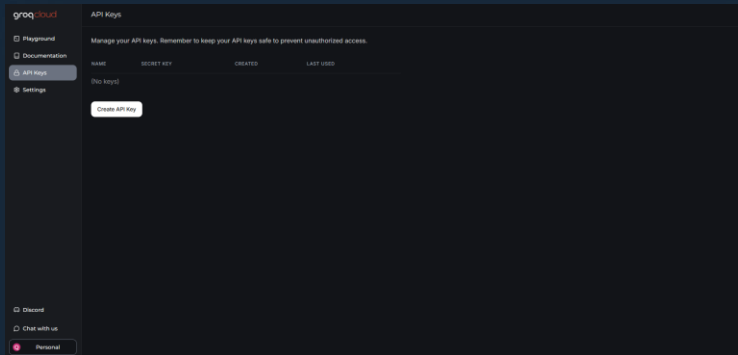 groqcloud
Playground
Documentation
API Keys
Settings
Discord
Chat with us
Personal
API Keys
Manage your API keys. Remember to keep your API keys safe to prevent unauthorized access.
NAME SECRET KEY CREATED LAST USED
(No keys)
Create API Key